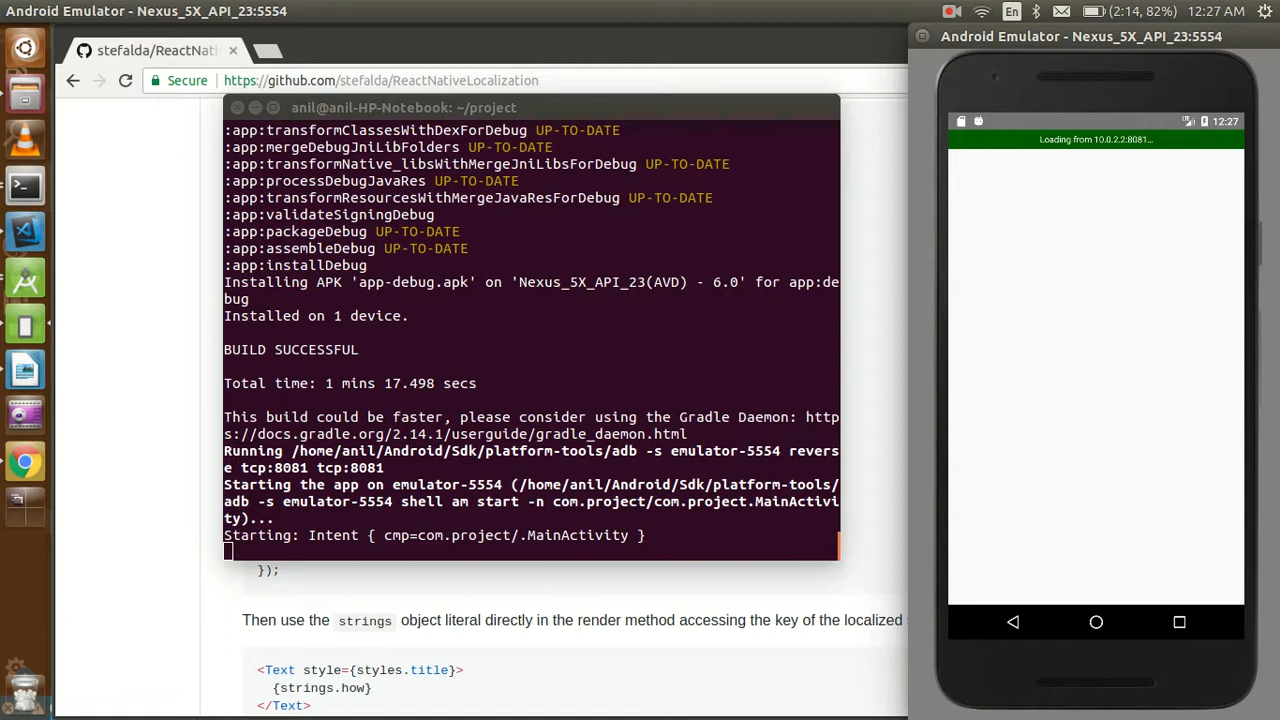 Android Emulator - Nexus_5X_API_23:5554
En
(2:14, 82%)
12:27 AM
stefalda/ReactNati
Secure
https://github.com/stefalda/ReactNativeLocalization
anil@anil-HP-Notebook: ~/project
:app:transformClassesWithDexForDebug UP-TO-DATE
:app:mergeDebugJniLibFolders UP-TO-DATE
:app:transformNative_libsWithMergeJniLibsForDebug UP-TO-DATE
:app:processDebugJavaRes UP-TO-DATE
:app:transformResourcesWithMergeJavaResForDebug UP-TO-DATE
:app:validateSigningDebug
:app:packageDebug UP-TO-DATE
:app:assembleDebug UP-TO-DATE
:app:installDebug
Installing APK 'app-debug.apk' on 'Nexus_5X_API_23(AVD) - 6.0' for app:de
bug
Installed on 1 device.
BUILD SUCCESSFUL
Total time: 1 mins 17.498 secs
This build could be faster, please consider using the Gradle Daemon: http
s://docs.gradle.org/2.14.1/userguide/gradle_daemon.html
Running /home/anil/Android/Sdk/platform-tools/adb -s emulator-5554 revers
e tcp:8081 tcp:8081
Starting the app on emulator-5554 (/home/anil/Android/Sdk/platform-tools/
adb -s emulator-5554 shell am start -n com.project/com.project.MainActivi
ty)...
Starting: Intent { cmp=com.project/.MainActivity }
});
Then use the strings object literal directly in the render method accessing the key of the localized
<Text style={styles.title}>
{strings.how}
</Text>
Android Emulator - Nexus_5X_API_23:5554
12:27
Loading from 10.0.2.2:8081...